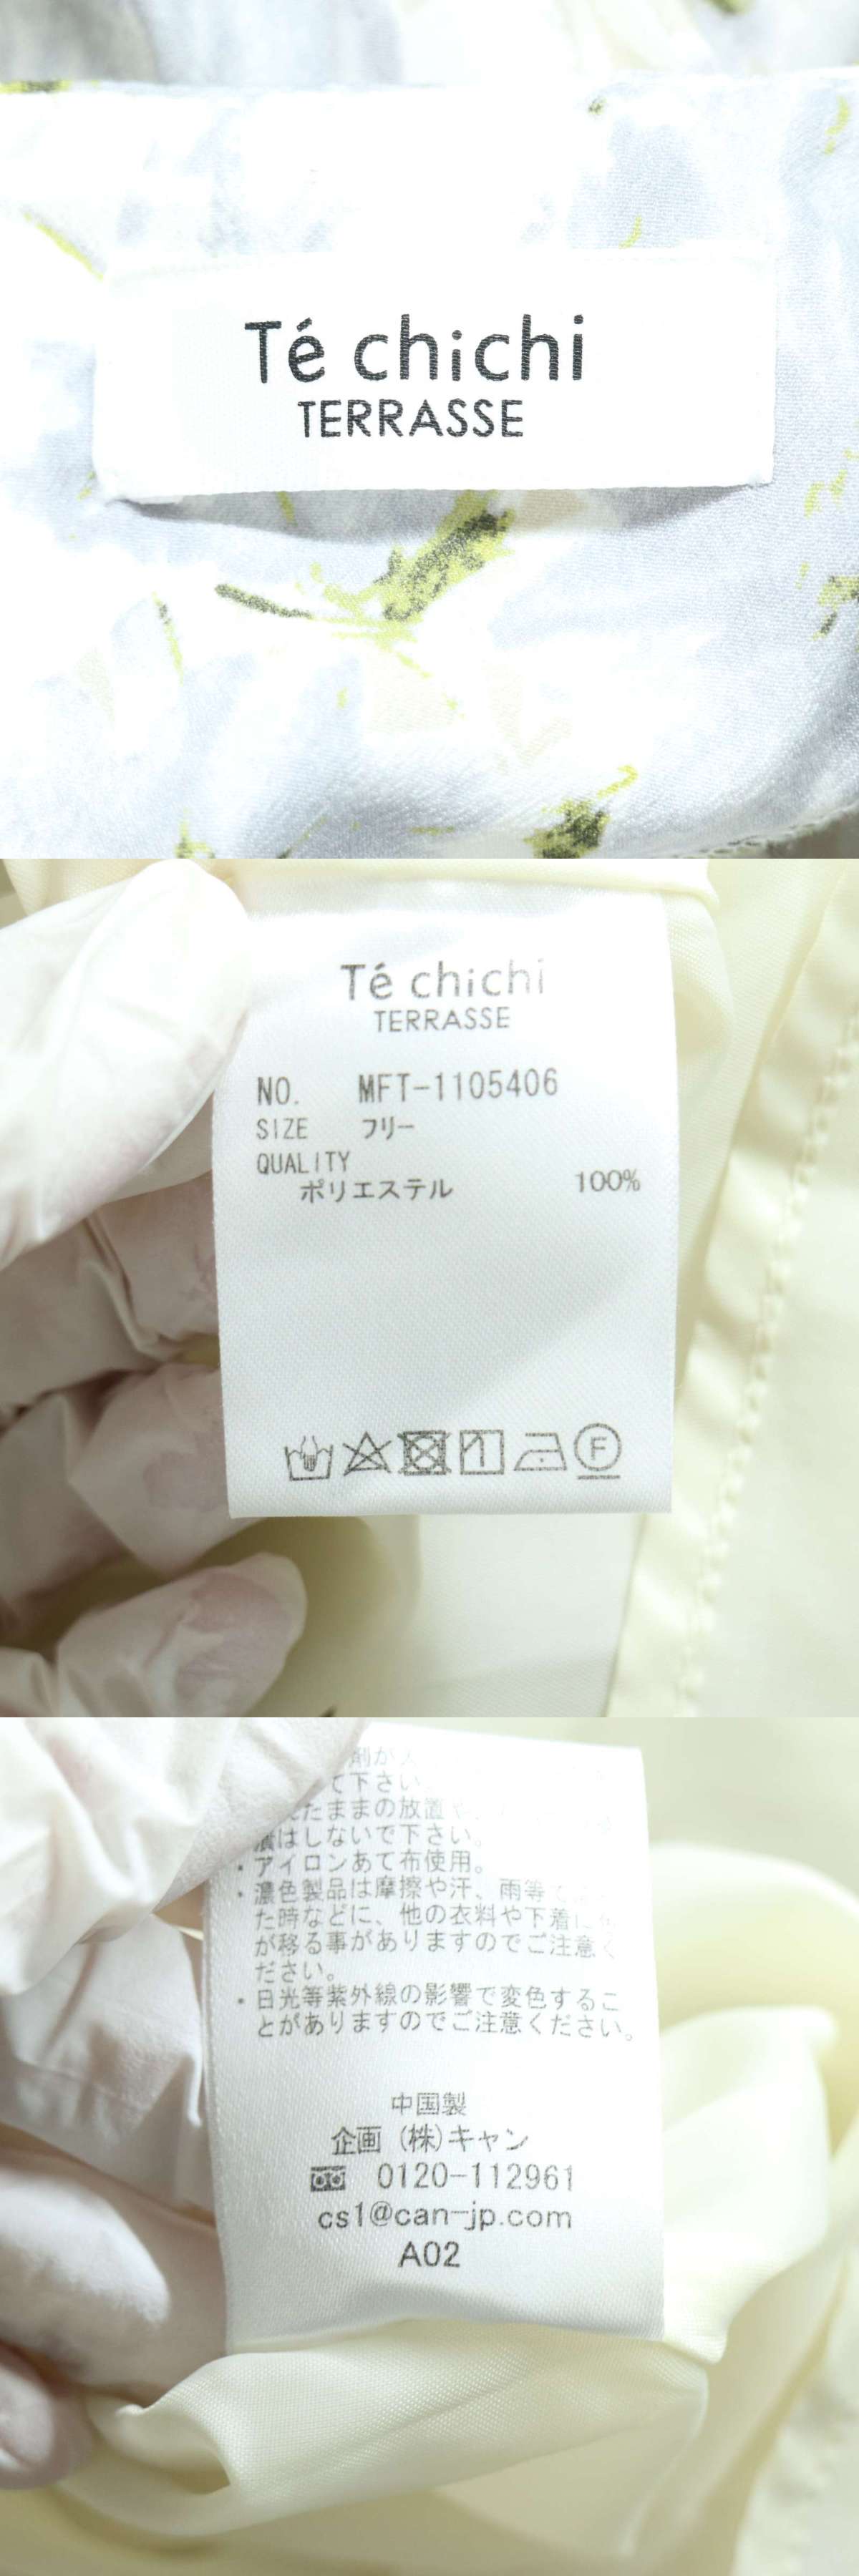 Té chichi
TERRASSE
Té chichi
TERRASSE
NO. MFT-1105406
SIZE フリー
QUALITY
ポリエステル 100%
F
剤が
て下さい。
たままの放置や
漬はしないで下さい。
・アイロンあて布使用。
・濃色製品は摩擦や汗、雨等で
た時などに、他の衣料や下着に
が移る事がありますのでご注意く
ださい。
・日光等紫外線の影響で変色するこ
とがありますのでご注意ください。
中国製
企画 (株)キャン
0120-112961
cs1@can-jp.com
A02